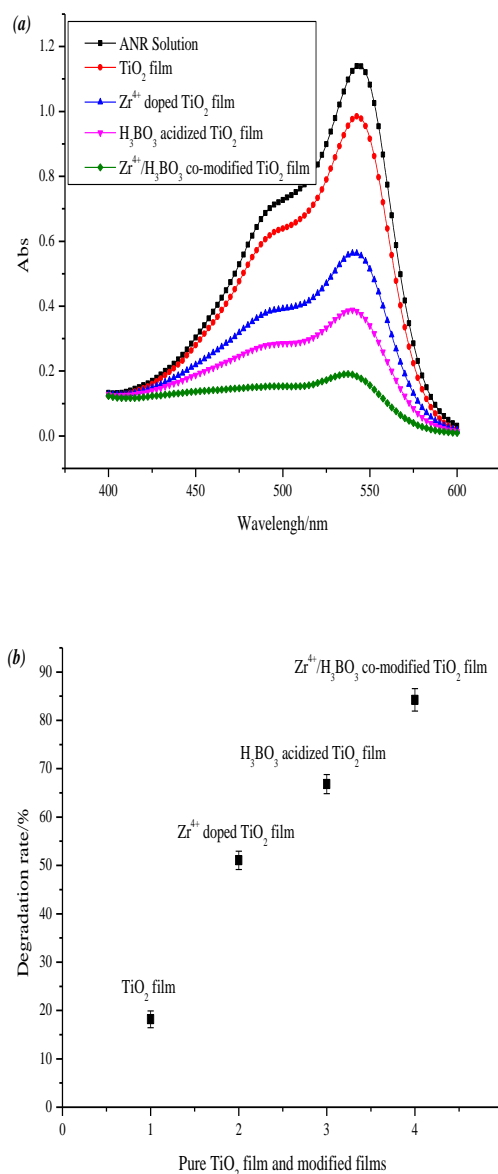 (a)
ANR Solution
TiO₂ film
Zr⁴⁺ doped TiO₂ film
H₃BO₃ acidized TiO₂ film
Zr⁴⁺/H₃BO₃ co-modified TiO₂ film
1.2
1.0
0.8
0.6
0.4
0.2
0.0
Abs
400
450
500
550
600
Wavelengh/nm
(b)
90
80
70
60
50
40
30
20
10
0
Degradation rate/%
Zr⁴⁺/H₃BO₃ co-modified TiO₂ film
H₃BO₃ acidized TiO₂ film
Zr⁴⁺ doped TiO₂ film
TiO₂ film
0
1
2
3
4
Pure TiO₂ film and modified films